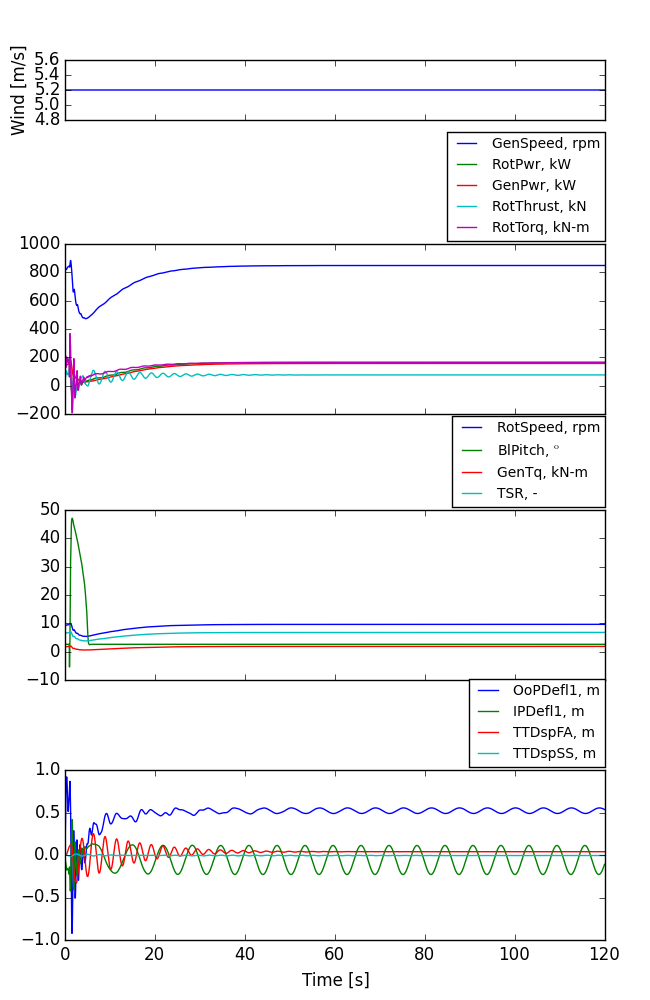 Wind [m/s]
5.6
5.4
5.2
5.0
4.8
GenSpeed, rpm
RotPwr, kW
GenPwr, kW
RotThrust, kN
RotTorq, kN-m
1000
800
600
400
200
0
−200
RotSpeed, rpm
BlPitch, °
GenTq, kN-m
TSR, -
50
40
30
20
10
0
−10
OoPDefl1, m
IPDefl1, m
TTDspFA, m
TTDspSS, m
1.0
0.5
0.0
−0.5
−1.0
0 20 40 60 80 100 120
Time [s]